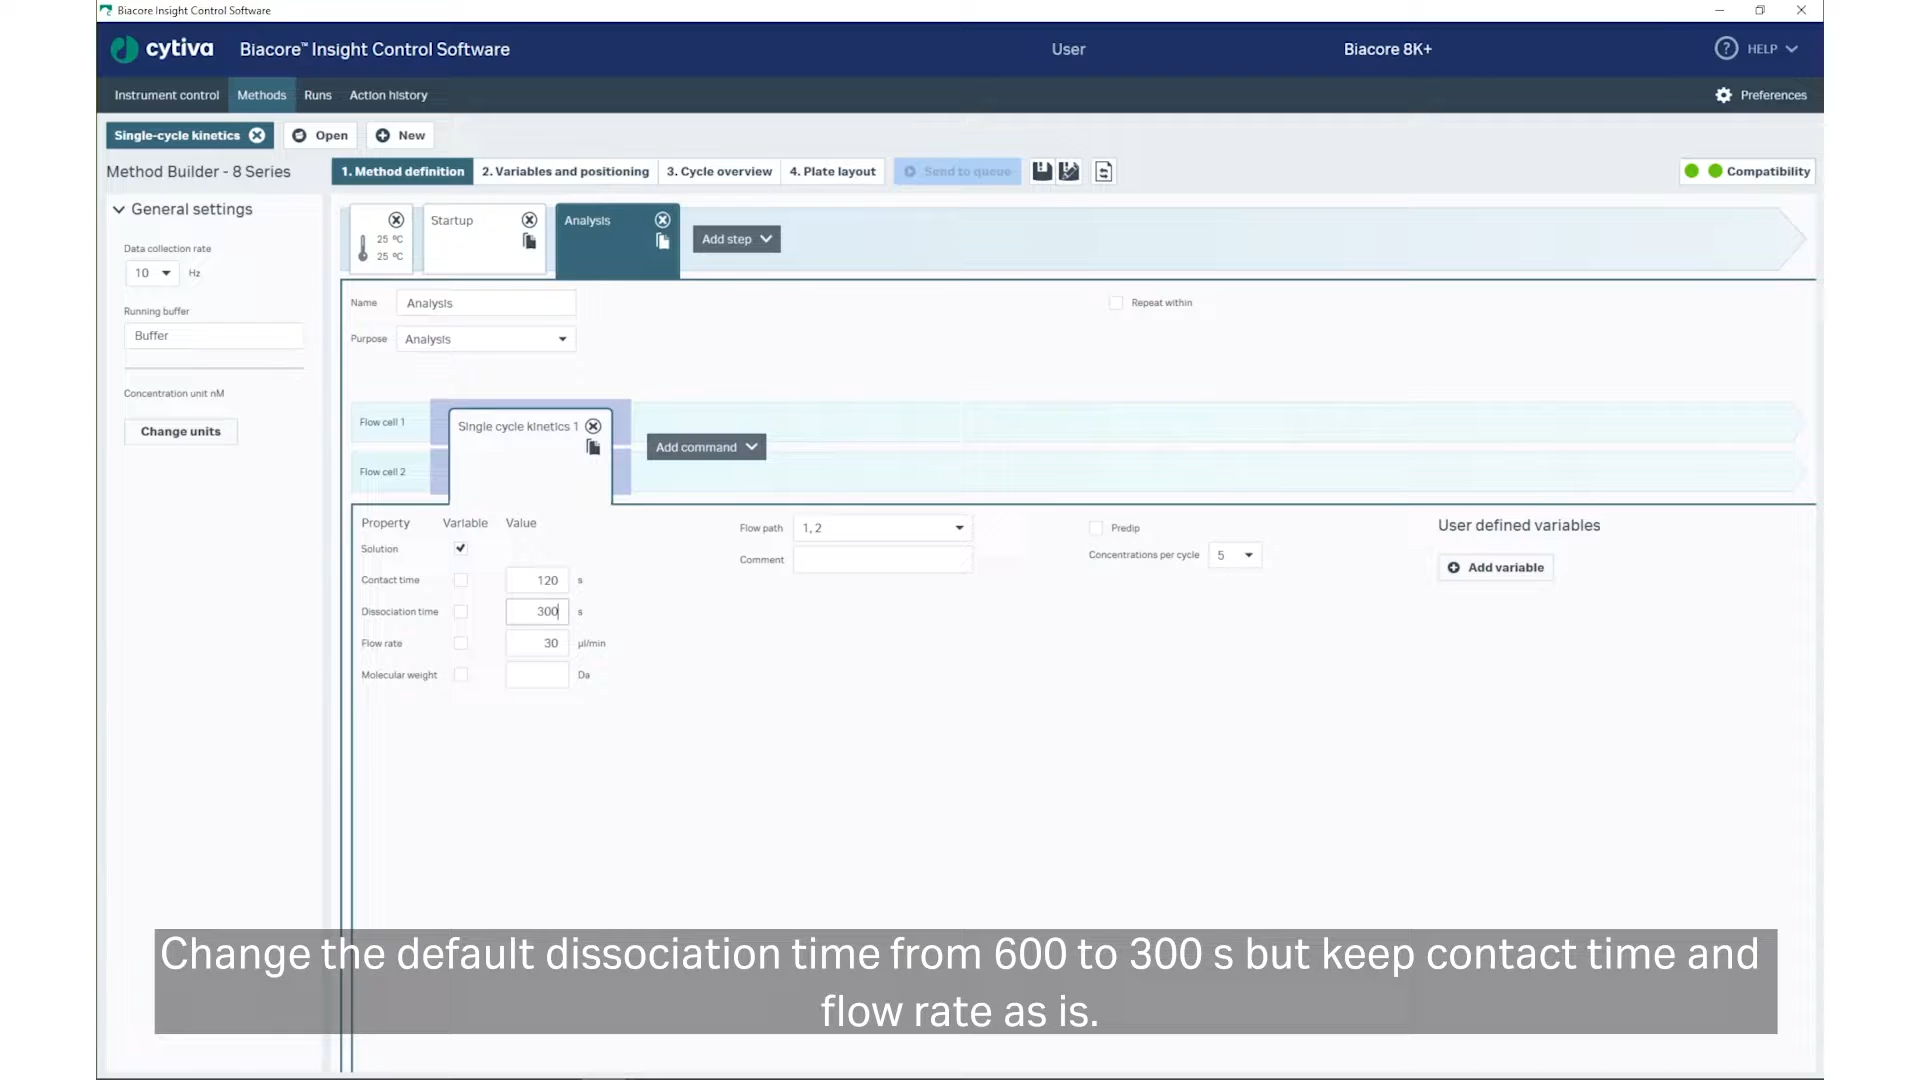 Biacore Insight Control Software
cytiva Biacore™ Insight Control Software User Biacore 8K+ ? HELP
Instrument control Methods Runs Action history Preferences
Single-cycle kinetics Open New
Method Builder - 8 Series 1. Method definition 2. Variables and positioning 3. Cycle overview 4. Plate layout Send to queue Compatibility
General settings
Data collection rate
10 Hz
Running buffer
Buffer
Concentration unit nM
Change units
25 °C
25 °C
Startup
Analysis
Add step
Name Analysis Repeat within
Purpose Analysis
Flow cell 1
Single cycle kinetics 1
Add command
Flow cell 2
Property Variable Value
Solution
Contact time 120 s
Dissociation time 300 s
Flow rate 30 µl/min
Molecular weight Da
Flow path 1, 2
Comment
Predip
Concentrations per cycle 5
User defined variables
Add variable
Change the default dissociation time from 600 to 300 s but keep contact time and
flow rate as is.